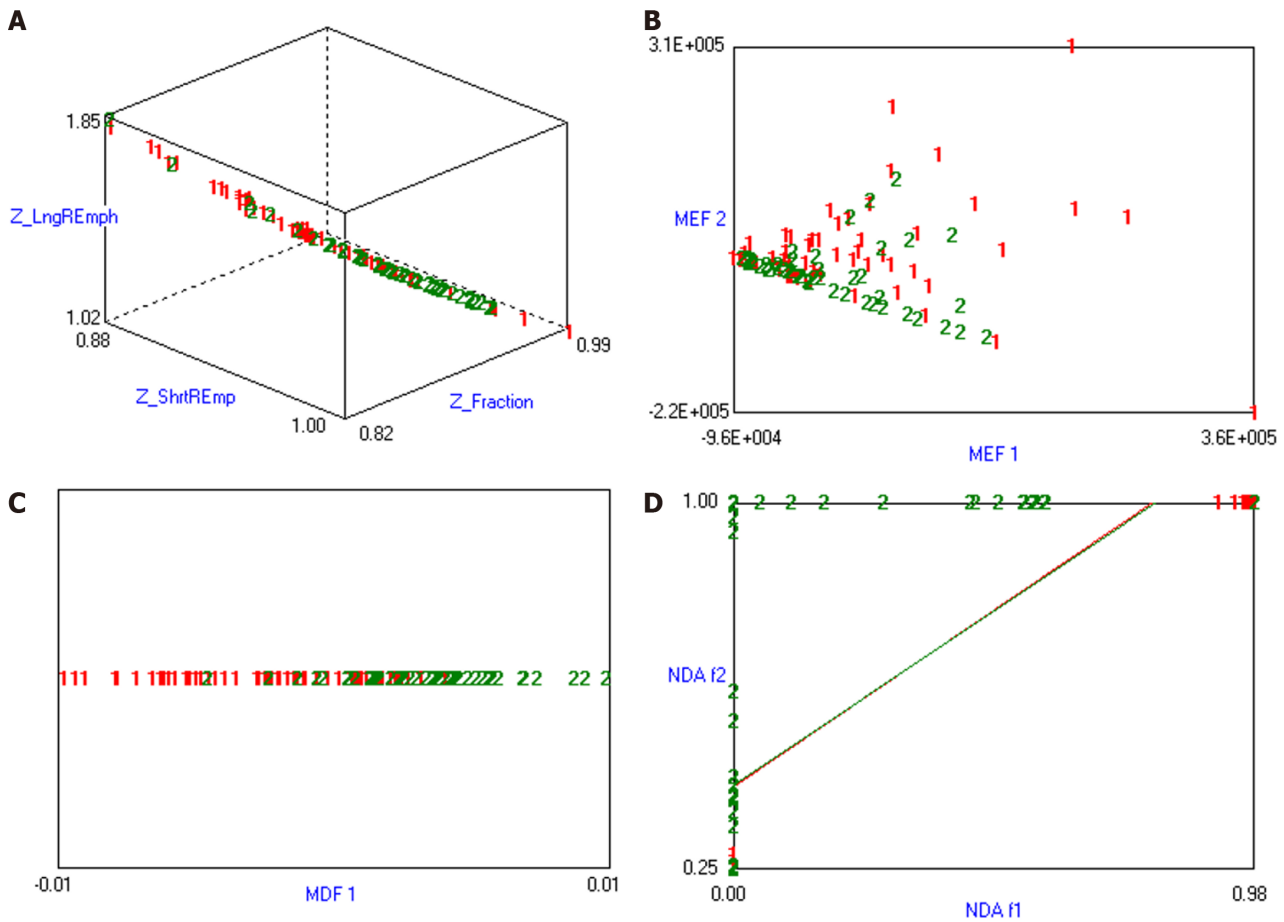 A
1.85
Z_LngREmph
1.02
0.88
Z_ShrtREmp
1.00
0.82
Z_Fraction
0.99
B
3.1E+005
MEF 2
-2.2E+005
-9.6E+004
3.6E+005
MEF 1
C
-0.01
MDF 1
0.01
D
1.00
NDA f2
0.25
0.00
0.98
NDA f1